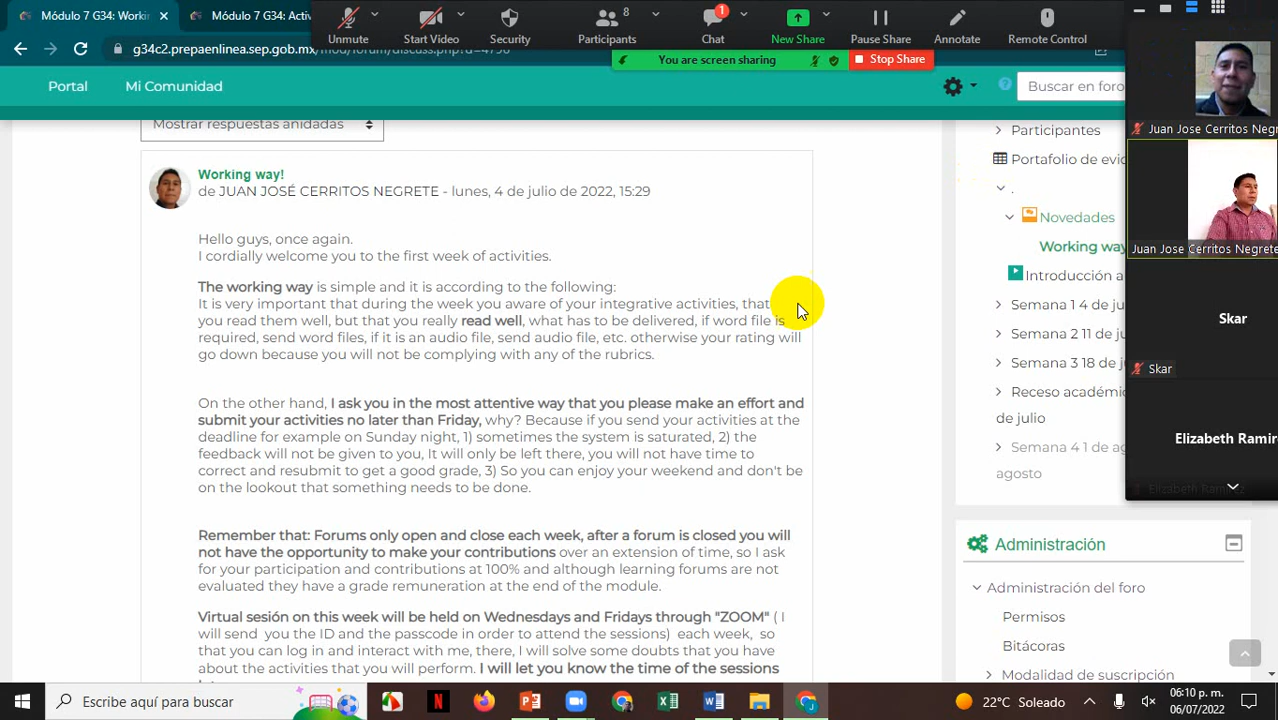 Módulo 7 G34: Workin
Módulo 7 G34: Activ
Unmute
Start Video
Security
8
Participants
1
Chat
New Share
Pause Share
Annotate
Remote Control
g34c2.prepaenlinea.sep.gob.mx/mod/forum/discuss.php?d=4796
You are screen sharing
Stop Share
Portal
Mi Comunidad
Buscar en foro
Mostrar respuestas anidadas
Working way!
de JUAN JOSÉ CERRITOS NEGRETE - lunes, 4 de julio de 2022, 15:29
Hello guys, once again.
I cordially welcome you to the first week of activities.
The working way is simple and it is according to the following:
It is very important that during the week you aware of your integrative activities, that
you read them well, but that you really read well, what has to be delivered, if word file is
required, send word files, if it is an audio file, send audio file, etc. otherwise your rating will
go down because you will not be complying with any of the rubrics.
On the other hand, I ask you in the most attentive way that you please make an effort and
submit your activities no later than Friday, why? Because if you send your activities at the
deadline for example on Sunday night, 1) sometimes the system is saturated, 2) the
feedback will not be given to you, It will only be left there, you will not have time to
correct and resubmit to get a good grade, 3) So you can enjoy your weekend and don't be
on the lookout that something needs to be done.
Remember that: Forums only open and close each week, after a forum is closed you will
not have the opportunity to make your contributions over an extension of time, so I ask
for your participation and contributions at 100% and although learning forums are not
evaluated they have a grade remuneration at the end of the module.
Virtual sesión on this week will be held on Wednesdays and Fridays through "ZOOM" ( I
will send you the ID and the passcode in order to attend the sessions) each week, so
that you can log in and interact with me, there, I will solve some doubts that you have
about the activities that you will perform. I will let you know the time of the sessions
Participantes
Portafolio de evi
.
Novedades
Working way
Introducción a
Semana 1 4 de ju
Semana 2 11 de ju
Semana 3 18 de ju
Receso académi
de julio
Semana 4 1 de a
agosto
Administración
Administración del foro
Permisos
Bitácoras
Modalidad de suscripción
Juan Jose Cerritos Negr
Juan Jose Cerritos Negrete
Skar
Skar
Elizabeth Ramir
Elizabeth Ramirez
Escribe aquí para buscar
22°C Soleado
06:10 p. m.
06/07/2022